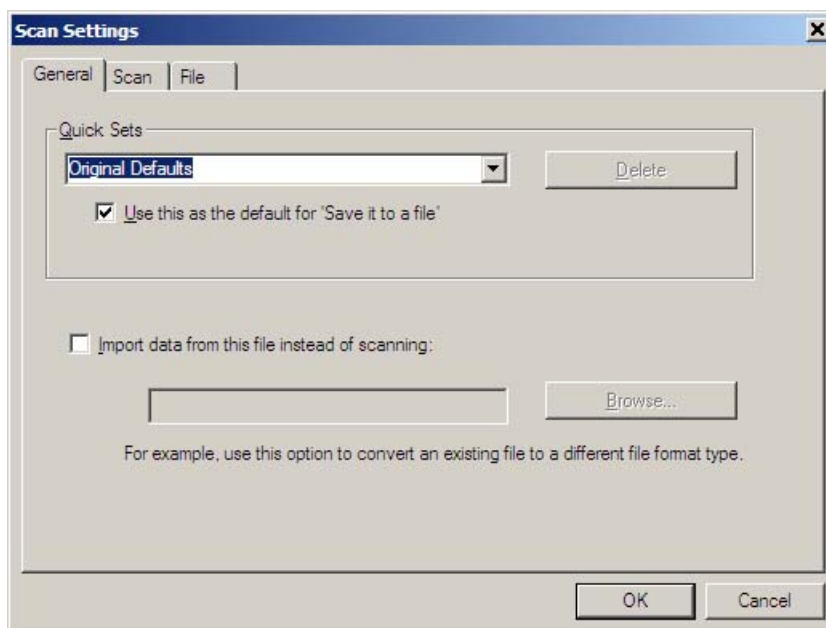 Scan Settings
General Scan File
Quick Sets
Original Defaults
Delete
Use this as the default for 'Save it to a file'
Import data from this file instead of scanning:
Browse...
For example, use this option to convert an existing file to a different file format type.
OK Cancel